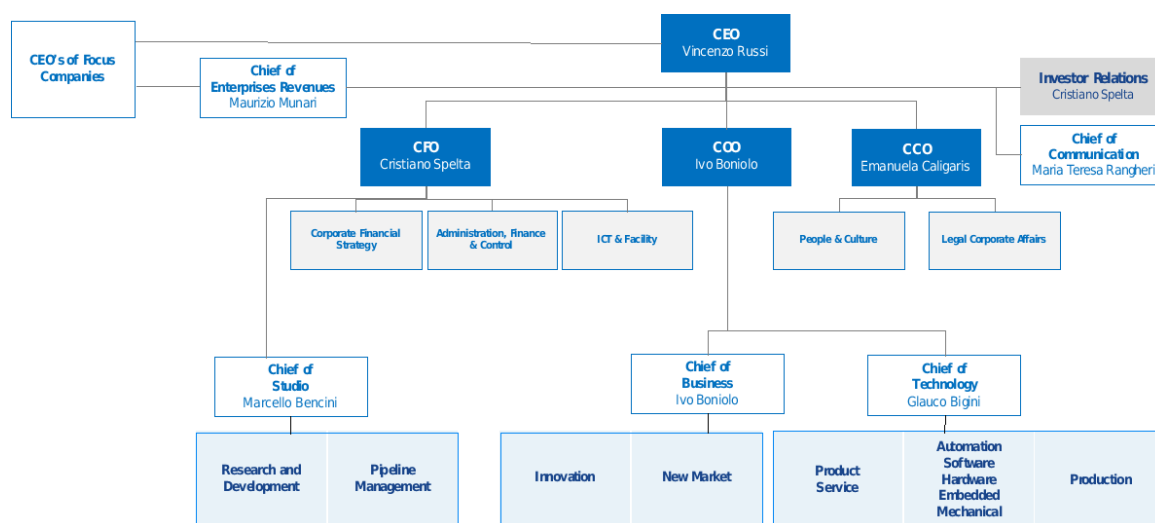 CEO
Vincenzo Russi
CEO's of Focus
Companies
Chief of
Enterprises Revenues
Maurizio Munari
Investor Relations
Cristiano Spelta
CFO
Cristiano Spelta
COO
Ivo Boniolo
CCO
Emanuela Caligaris
Chief of
Communication
Maria Teresa Rangheri
Corporate Financial
Strategy
Administration, Finance
& Control
ICT & Facility
People & Culture
Legal Corporate Affairs
Chief of
Studio
Marcello Bencini
Chief of
Business
Ivo Boniolo
Chief of
Technology
Glauco Bigini
Research and
Development
Pipeline
Management
Innovation
New Market
Product
Service
Automation
Software
Hardware
Embedded
Mechanical
Production